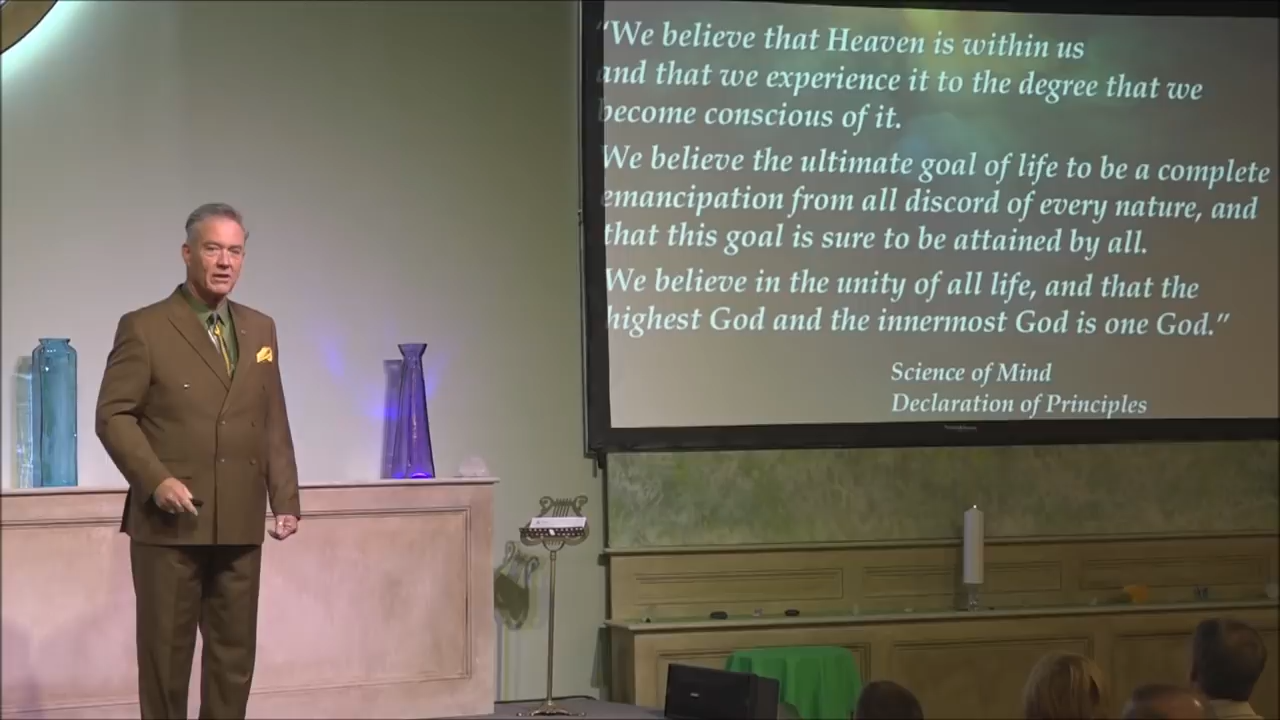 “We believe that Heaven is within us
and that we experience it to the degree that we
become conscious of it.
We believe the ultimate goal of life to be a complete
emancipation from all discord of every nature, and
that this goal is sure to be attained by all.
We believe in the unity of all life, and that the
highest God and the innermost God is one God.”
Science of Mind
Declaration of Principles